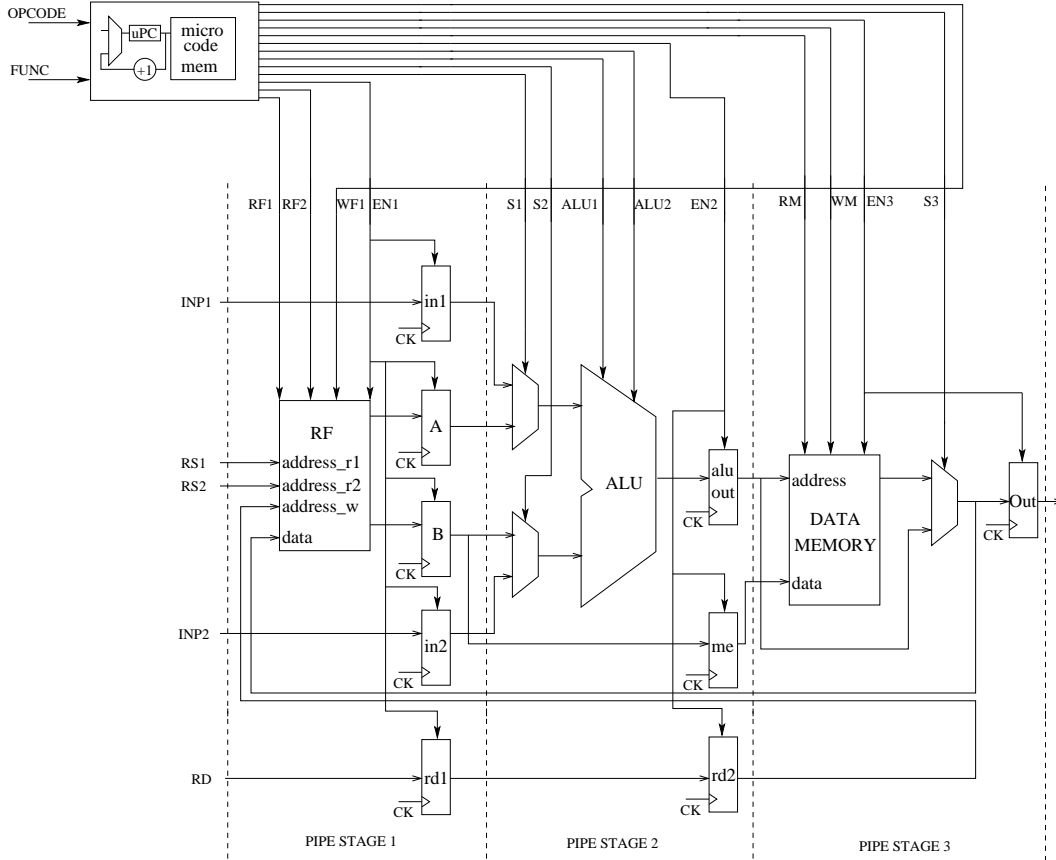 OPCODE
uPC
micro
code
mem
+1
FUNC
RF1
RF2
WF1
EN1
S1
S2
ALU1
ALU2
EN2
RM
WM
EN3
S3
INP1
in1
CK
RF
A
CK
RS1
address_r1
RS2
address_r2
address_w
data
B
CK
ALU
alu
out
CK
address
DATA
MEMORY
data
Out
CK
INP2
in2
CK
me
CK
RD
rd1
CK
rd2
CK
PIPE STAGE 1
PIPE STAGE 2
PIPE STAGE 3